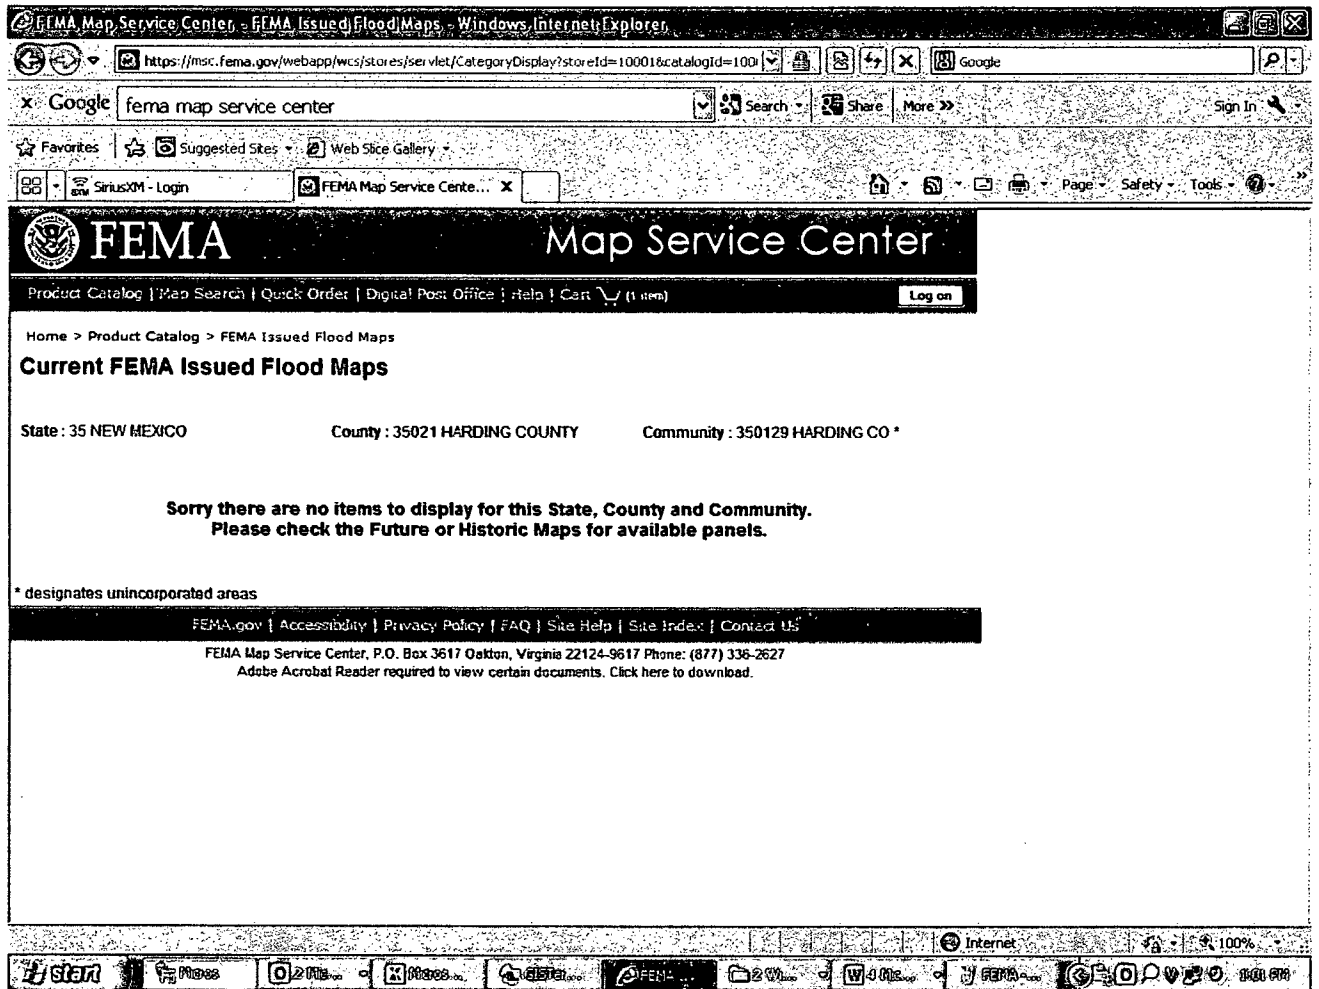 FEMA Map Service Center - FEMA Issued Flood Maps - Windows Internet Explorer
https://msc.fema.gov/webapp/wcs/stores/servlet/CategoryDisplay?storeId=10001&catalogId=100
Google
x Google fema map service center Search Share More >> Sign In
Favorites Suggested Sites Web Slice Gallery
SiriusXM - Login FEMA Map Service Cente... X Page Safety Tools
FEMA Map Service Center
Product Catalog | Map Search | Quick Order | Digital Post Office | Help | Cart (1 item) Log on
Home > Product Catalog > FEMA Issued Flood Maps
Current FEMA Issued Flood Maps
State : 35 NEW MEXICO County : 35021 HARDING COUNTY Community : 350129 HARDING CO *
Sorry there are no items to display for this State, County and Community.
Please check the Future or Historic Maps for available panels.
* designates unincorporated areas
FEMA.gov | Accessibility | Privacy Policy | FAQ | Site Help | Site Index | Contact Us
FEMA Map Service Center, P.O. Box 3617 Oakton, Virginia 22124-9617 Phone: (877) 336-2627
Adobe Acrobat Reader required to view certain documents. Click here to download.
Internet 100%
start FEMA ...